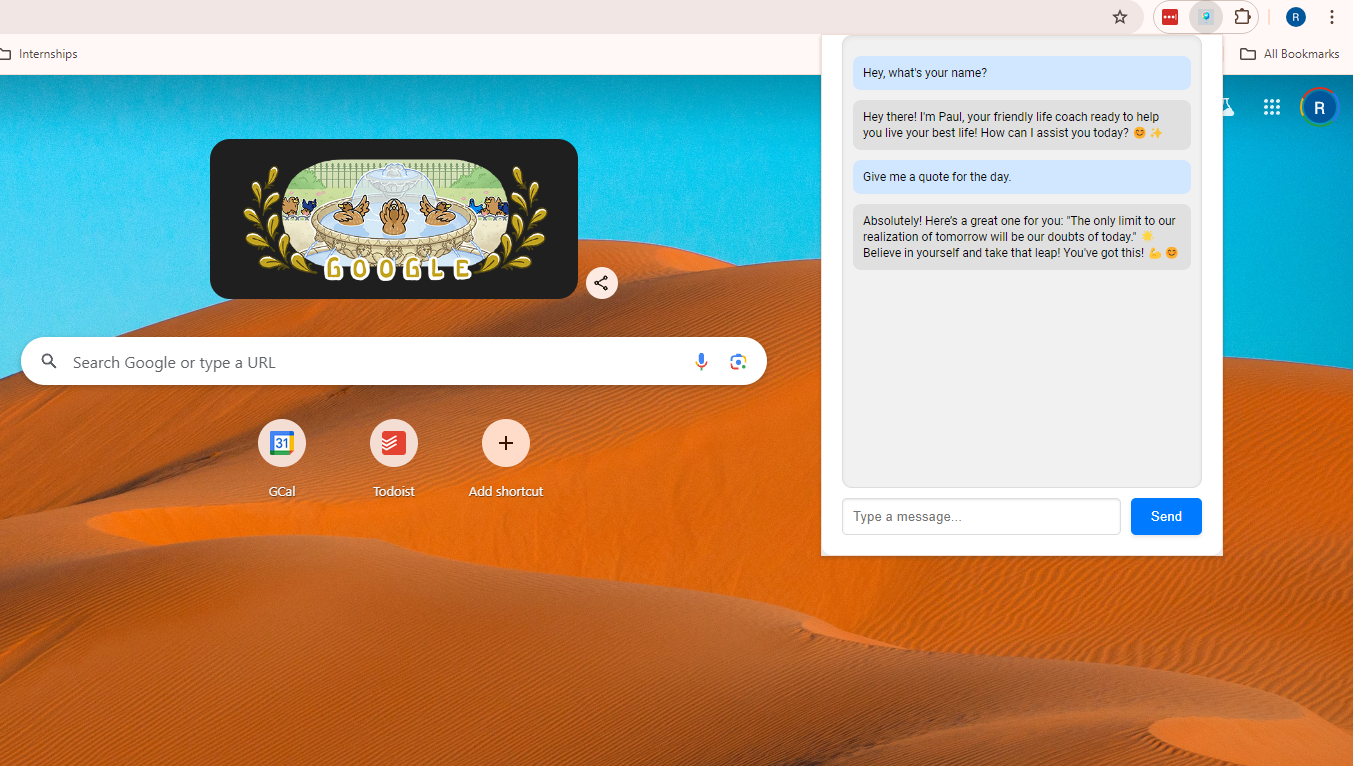 Internships
All Bookmarks
R
R
GOOGLE
Search Google or type a URL
31
GCal
Todoist
Add shortcut
Hey, what's your name?
Hey there! I'm Paul, your friendly life coach ready to help
you live your best life! How can I assist you today? 😊 ✨
Give me a quote for the day.
Absolutely! Here's a great one for you: "The only limit to our
realization of tomorrow will be our doubts of today." 🌟
Believe in yourself and take that leap! You've got this! 💪 😊
Type a message...
Send